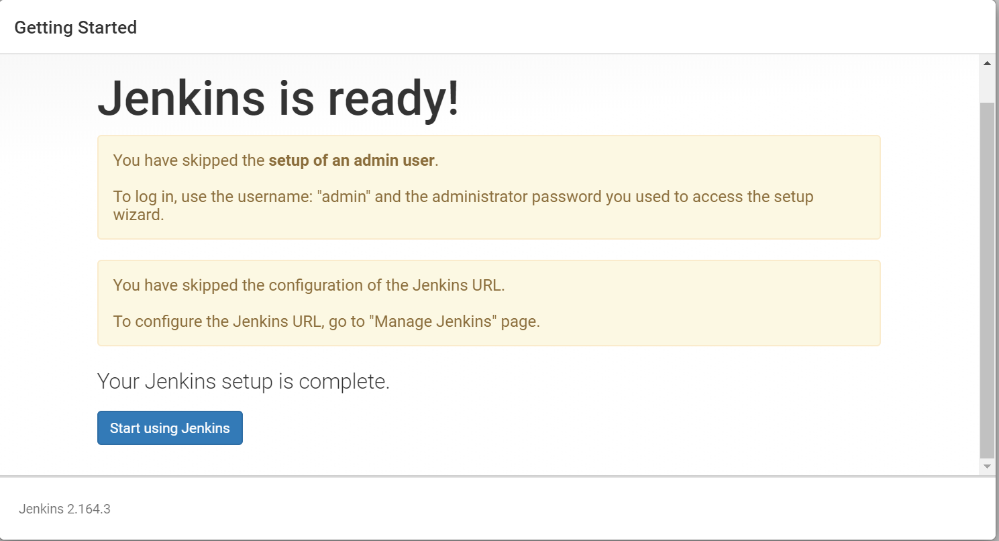 Getting Started
Jenkins is ready!
You have skipped the setup of an admin user.
To log in, use the username: "admin" and the administrator password you used to access the setup
wizard.
You have skipped the configuration of the Jenkins URL.
To configure the Jenkins URL, go to "Manage Jenkins" page.
Your Jenkins setup is complete.
Start using Jenkins
Jenkins 2.164.3